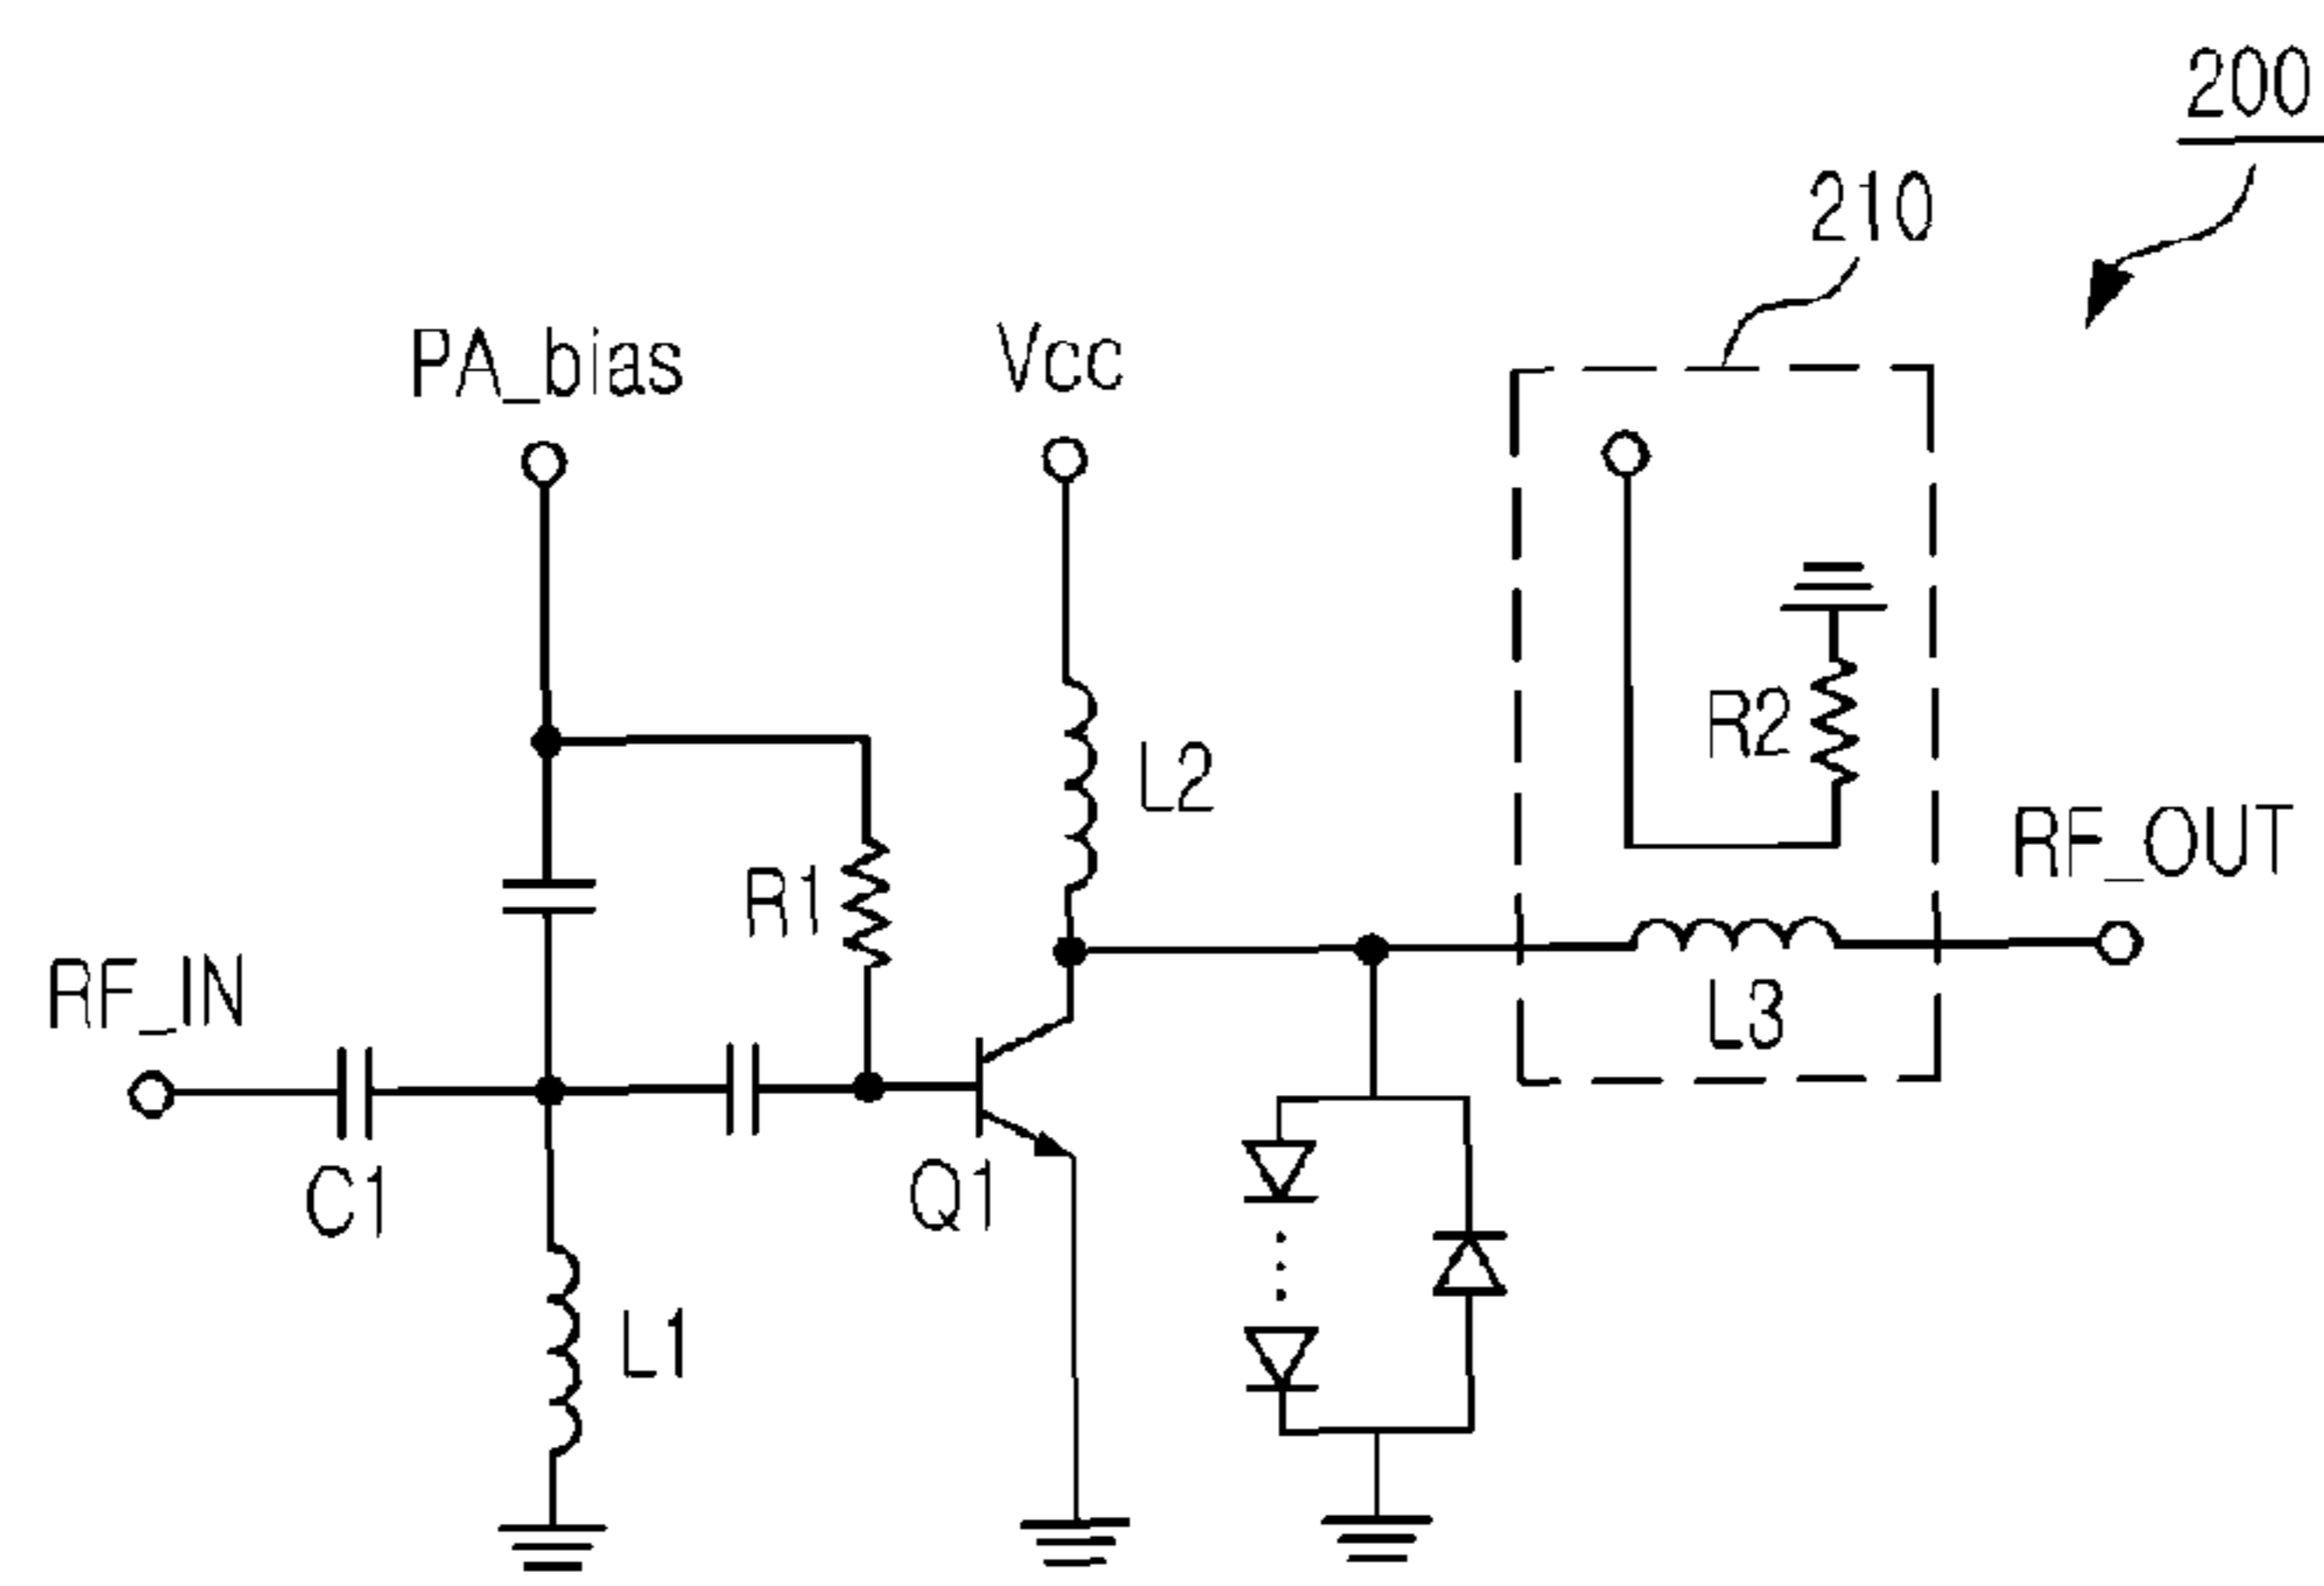 200
210
PA_bias
Vcc
R2
L2
RF_OUT
R1
RF_IN
L3
C1
Q1
L1